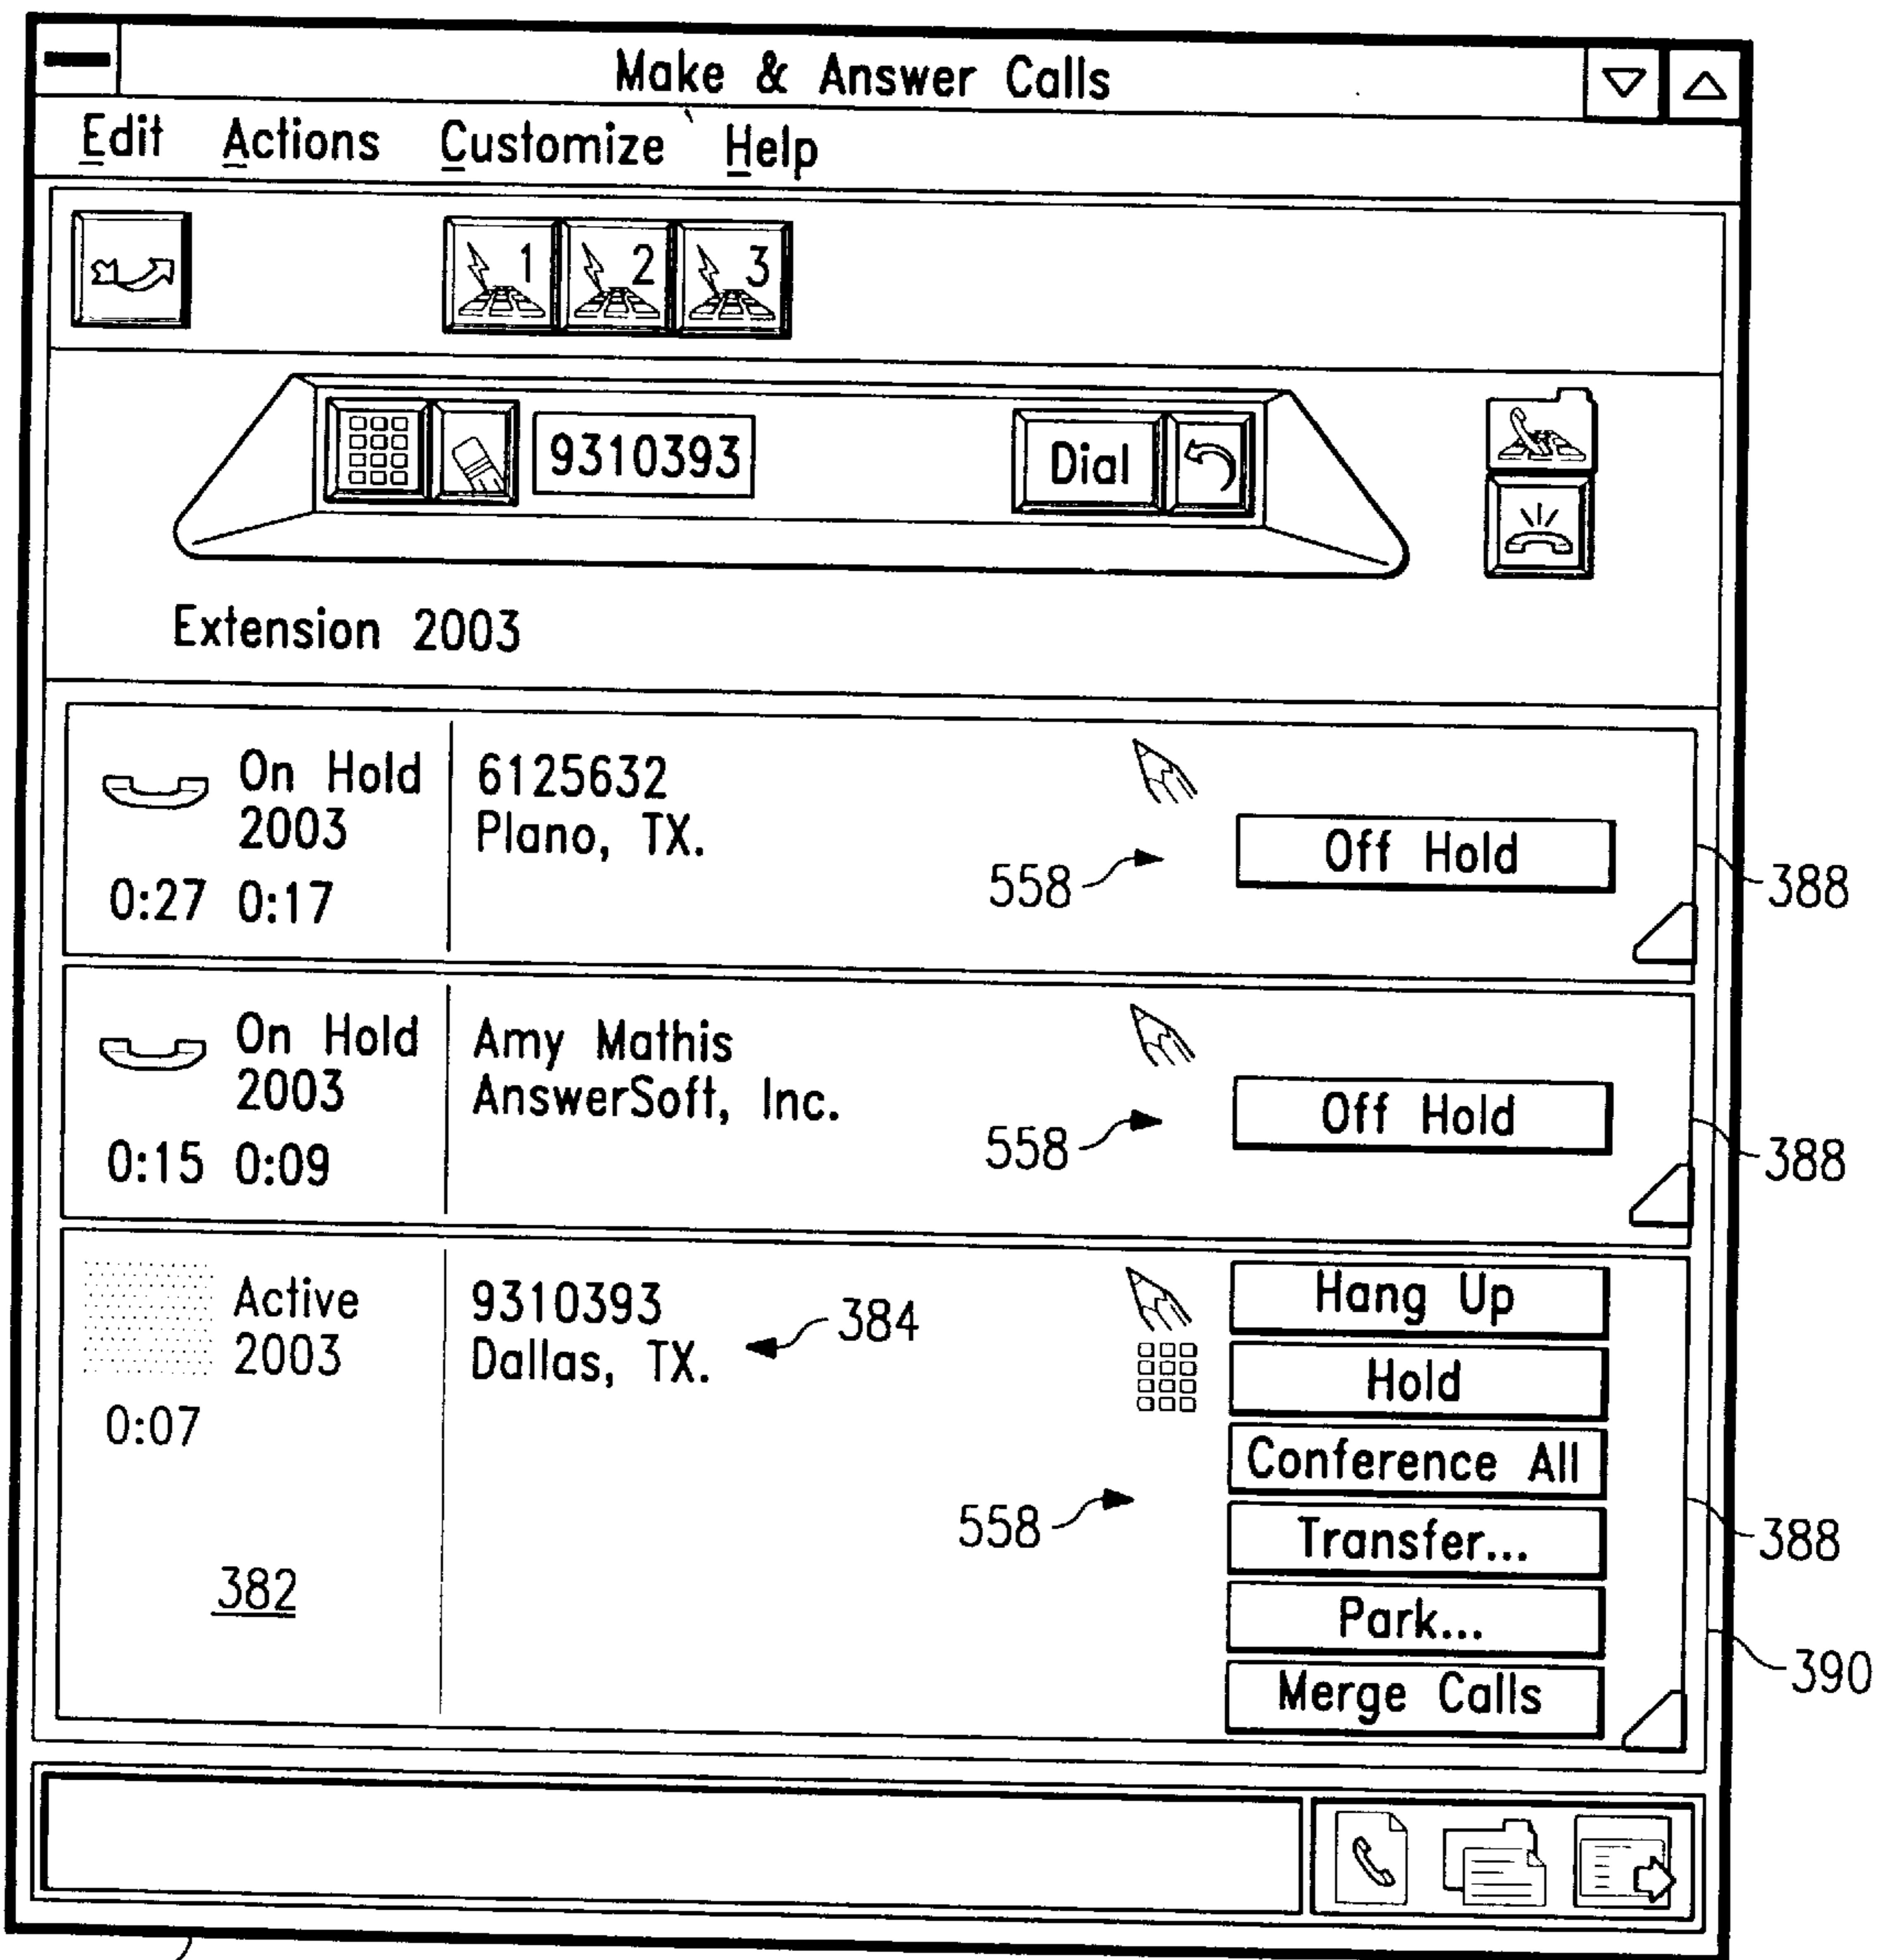 Make & Answer Calls
Edit Actions Customize Help
1 2 3
9310393 Dial
Extension 2003
On Hold
2003
0:27 0:17
6125632
Plano, TX.
558
Off Hold
388
On Hold
2003
0:15 0:09
Amy Mathis
AnswerSoft, Inc.
558
Off Hold
388
Active
2003
0:07
382
9310393
Dallas, TX.
384
558
Hang Up
Hold
Conference All
Transfer...
Park...
Merge Calls
388
390